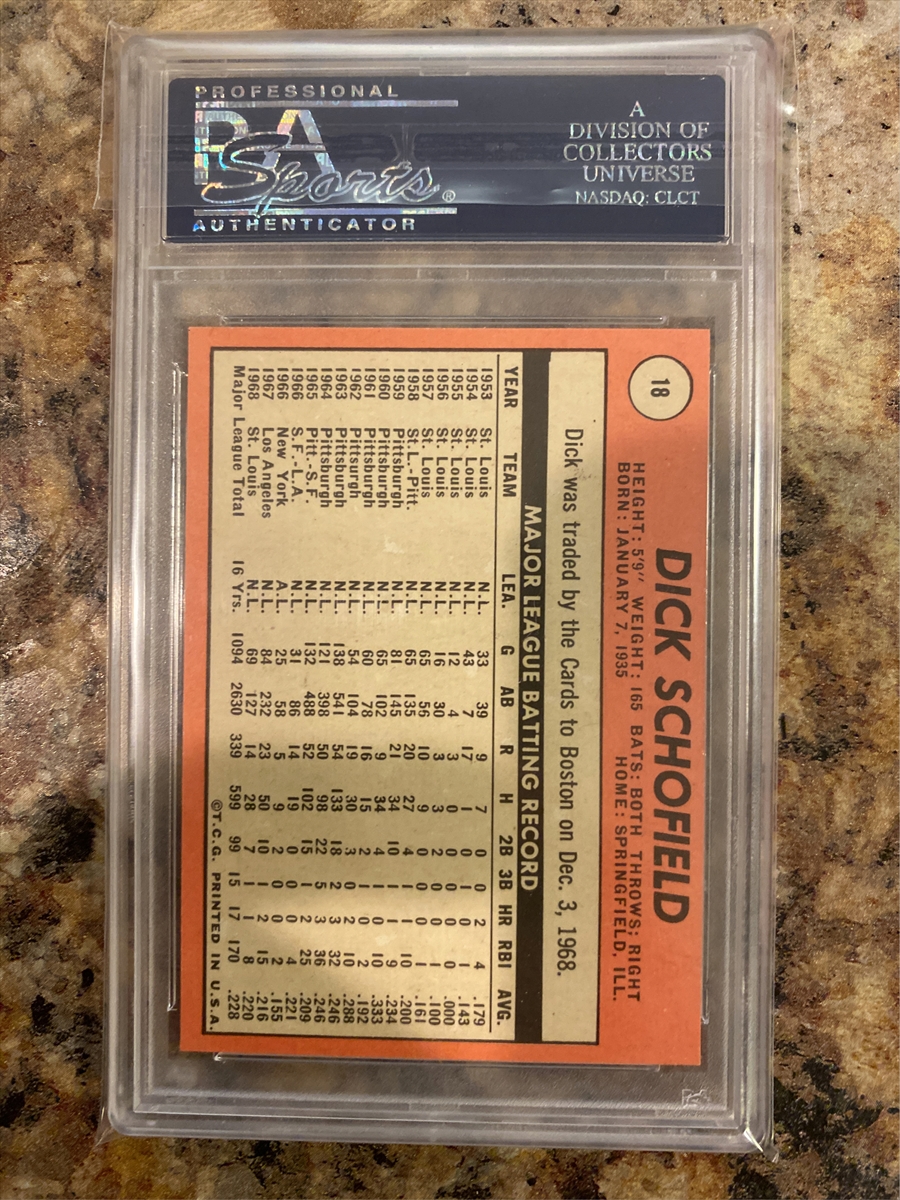 PROFESSIONAL
PSA
Sports®
AUTHENTICATOR
A
DIVISION OF
COLLECTORS
UNIVERSE
NASDAQ: CLCT
18
DICK SCHOFIELD
HEIGHT: 5'9" WEIGHT: 165 BATS: BOTH THROWS: RIGHT
BORN: JANUARY 7, 1935 HOME: SPRINGFIELD, ILL.
Dick was traded by the Cards to Boston on Dec. 3, 1968.
MAJOR LEAGUE BATTING RECORD
YEAR TEAM LEA. G AB R H 2B 3B HR RBI AVG.
1953 St. Louis N.L. 33 39 9 7 0 0 2 4 .179
1954 St. Louis N.L. 43 7 17 1 0 1 0 1 .143
1955 St. Louis N.L. 12 4 3 0 0 0 0 0 .000
1956 St. Louis N.L. 16 30 3 3 2 0 0 1 .100
1957 St. Louis N.L. 65 56 10 9 0 0 0 1 .161
1958 St.L.-Pitt. N.L. 65 135 20 27 4 1 1 10 .200
1959 Pittsburgh N.L. 81 145 21 34 10 1 1 9 .234
1960 Pittsburgh N.L. 65 102 9 34 4 1 0 10 .333
1961 Pittsburgh N.L. 60 78 16 15 2 1 0 2 .192
1962 Pittsburgh N.L. 54 104 19 30 3 1 2 10 .288
1963 Pittsburgh N.L. 138 541 54 133 18 2 3 32 .246
1964 Pittsburgh N.L. 121 398 50 98 22 5 3 36 .246
1965 Pitt.-S.F. N.L. 132 488 52 102 15 1 2 25 .209
1966 S.F.-L.A. N.L. 31 86 14 19 0 0 0 4 .221
1966 New York A.L. 25 58 5 9 2 0 0 2 .155
1967 Los Angeles N.L. 84 232 23 50 10 1 2 15 .216
1968 St. Louis N.L. 69 127 14 28 7 1 1 8 .220
Major League Total 16 Yrs. 1094 2630 339 599 99 15 17 170 .228
©T.C.G. PRINTED IN U.S.A.